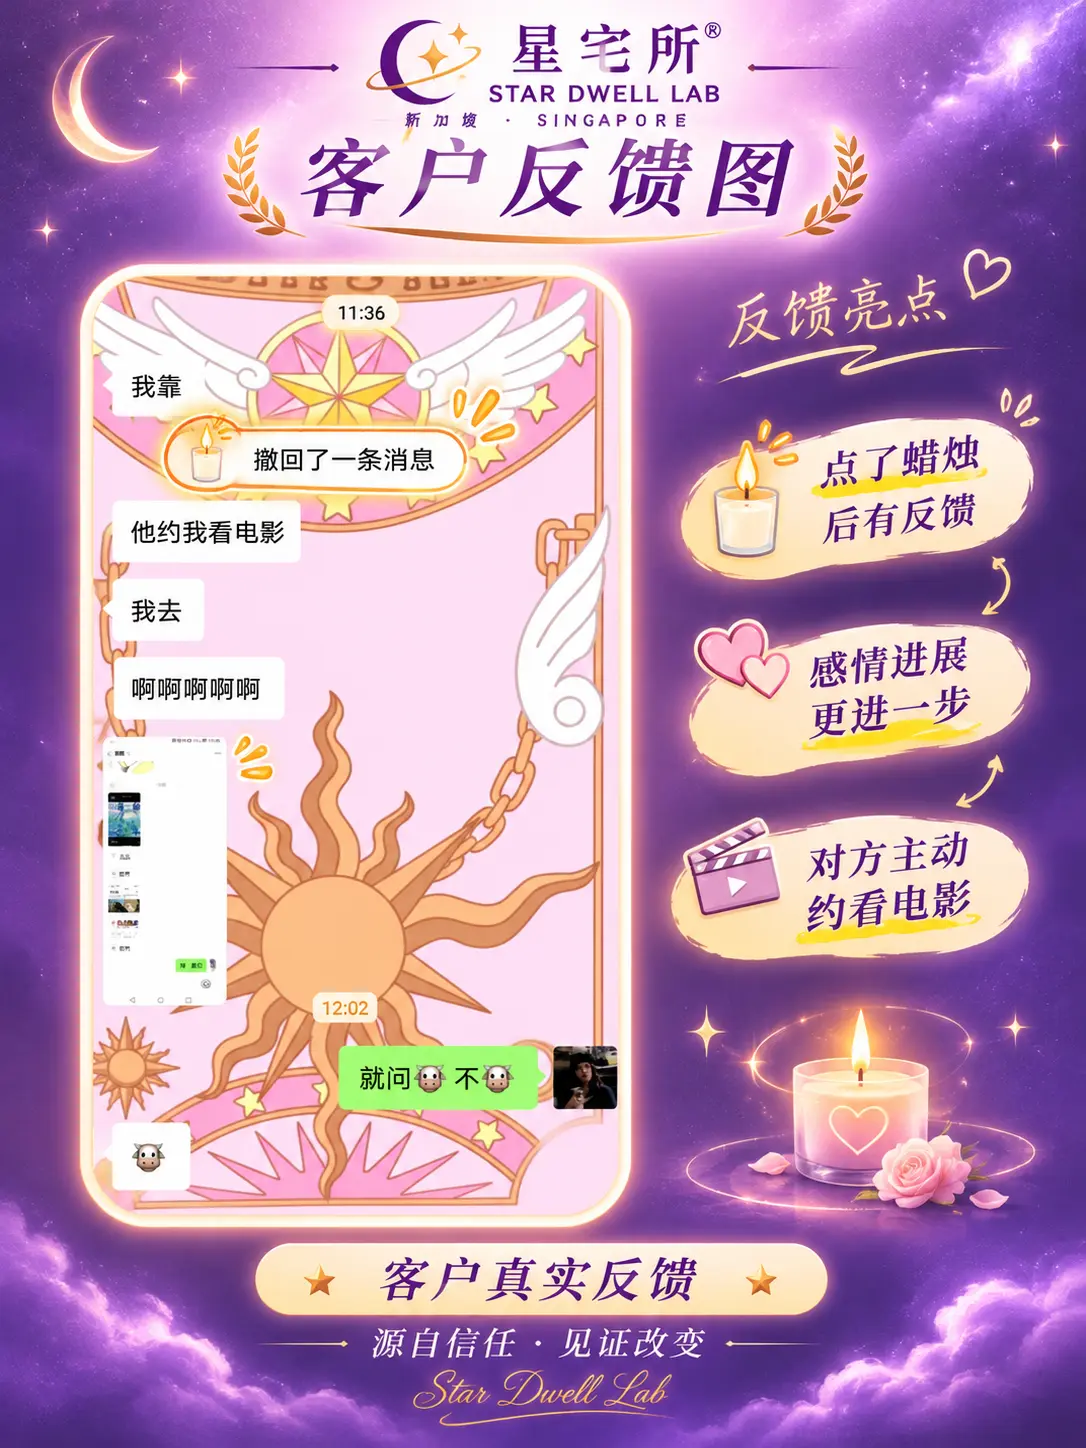 星宅所®
STAR DWELL LAB
新加坡 · SINGAPORE
客户反馈图
11:36
我靠
撤回了一条消息
他约我看电影
我去
啊啊啊啊啊
12:02
就问🐮不🐮
🐮
反馈亮点
点了蜡烛
后有反馈
感情进展
更进一步
对方主动
约看电影
客户真实反馈
源自信任 · 见证改变
Star Dwell Lab